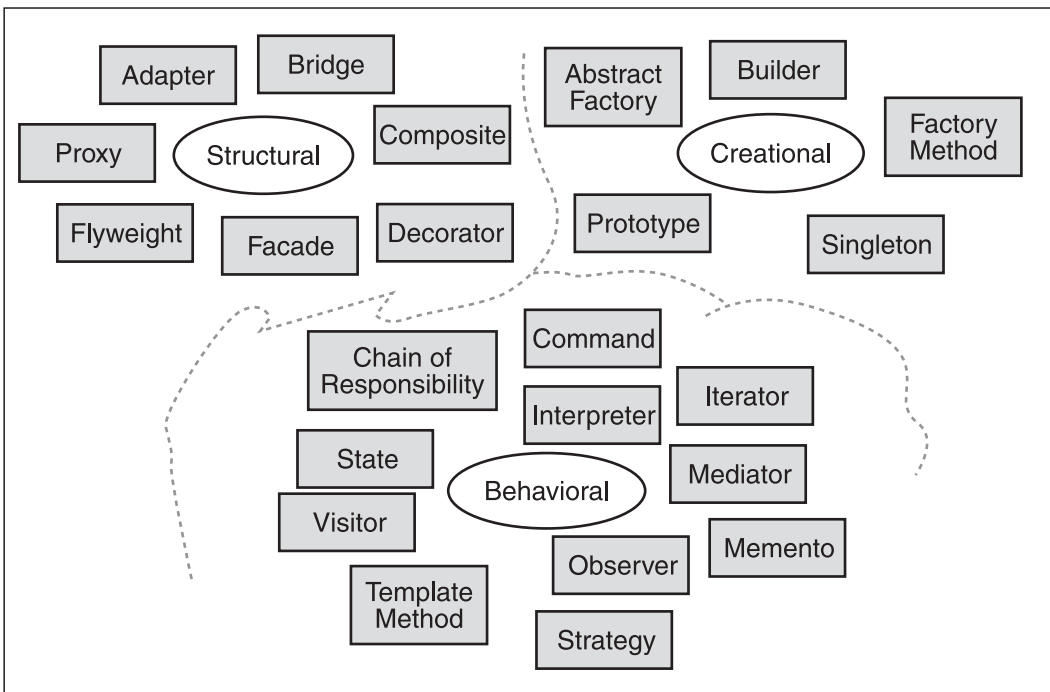 Adapter
Bridge
Proxy
Structural
Composite
Flyweight
Facade
Decorator
Abstract
Factory
Builder
Creational
Factory
Method
Prototype
Singleton
Command
Chain of
Responsibility
Interpreter
Iterator
State
Behavioral
Mediator
Visitor
Observer
Memento
Template
Method
Strategy